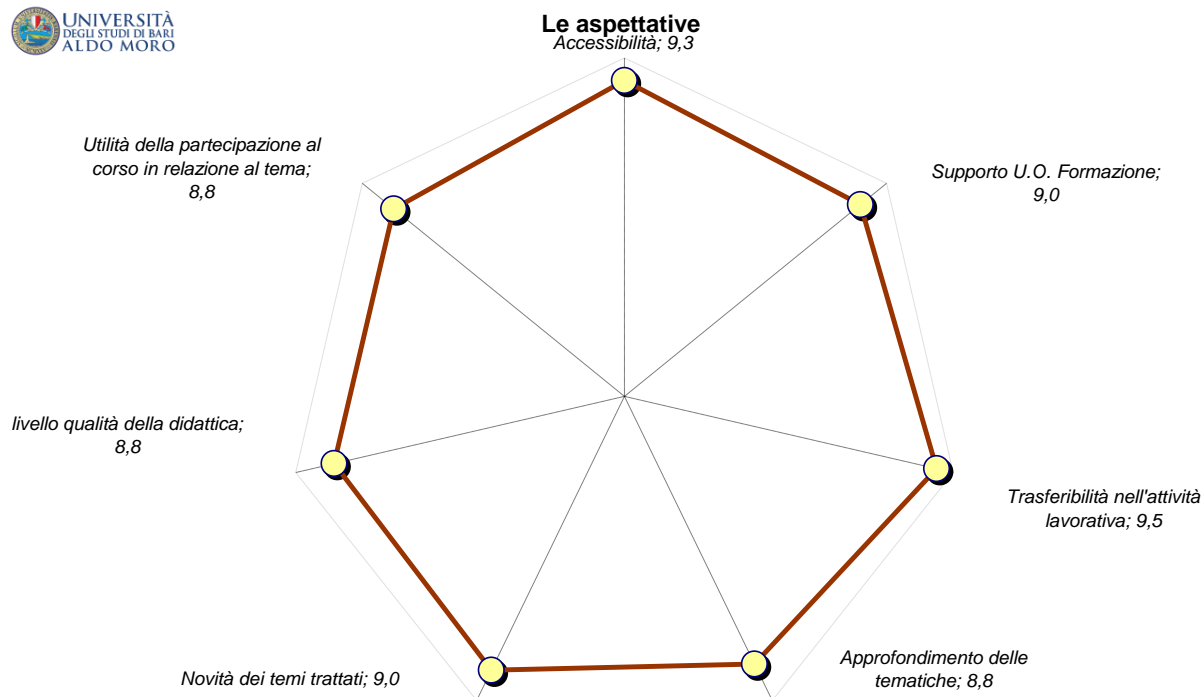 UNIVERSITÀ
DEGLI STUDI DI BARI
ALDO MORO
Le aspettative
Accessibilità; 9,3
Utilità della partecipazione al
corso in relazione al tema;
8,8
Supporto U.O. Formazione;
9,0
livello qualità della didattica;
8,8
Trasferibilità nell'attività
lavorativa; 9,5
Novità dei temi trattati; 9,0
Approfondimento delle
tematiche; 8,8